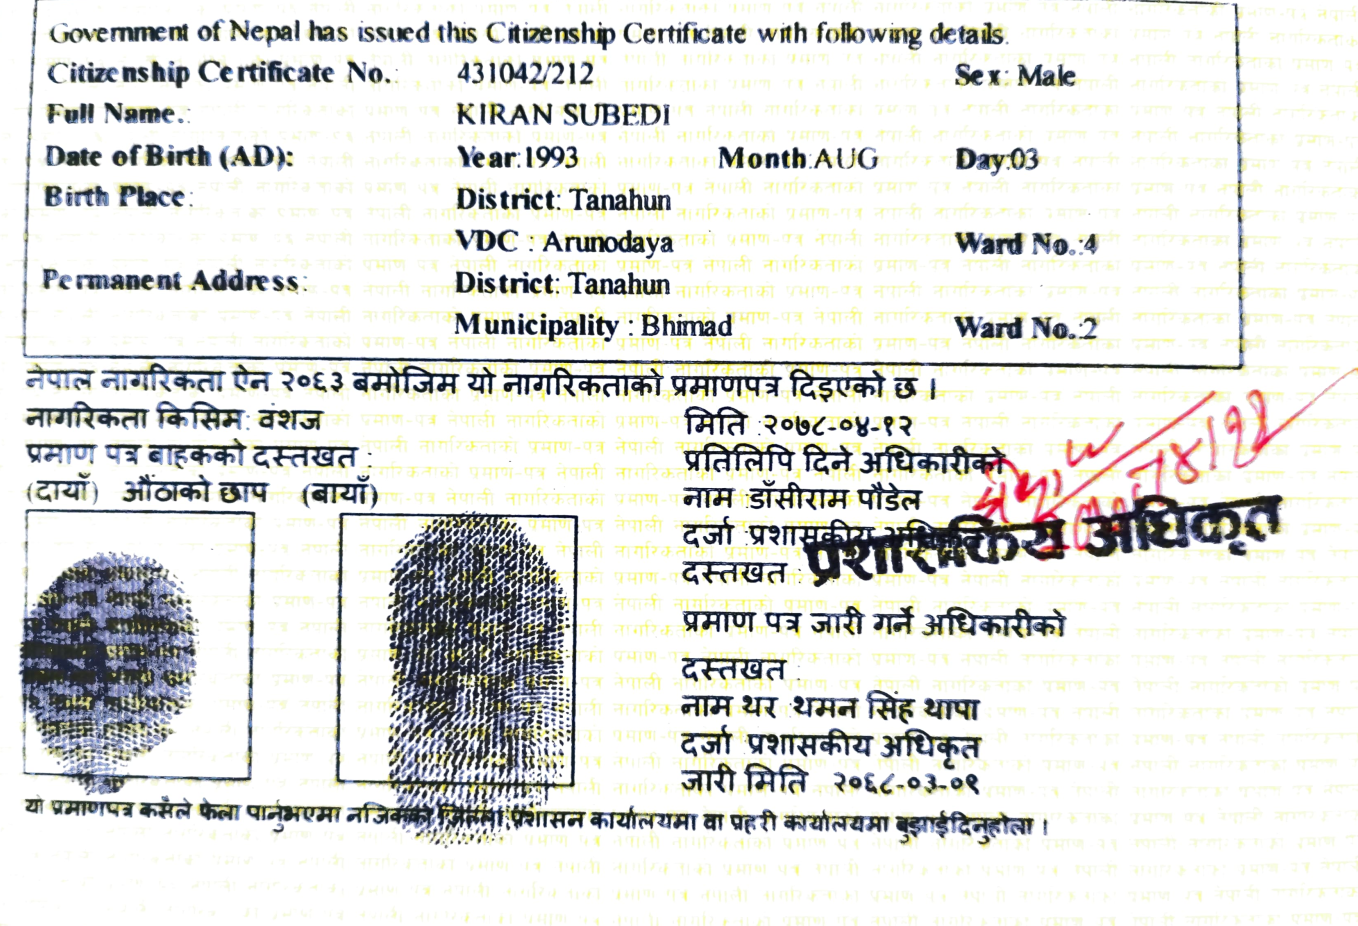 Government of Nepal has issued this Citizenship Certificate with following details.
Citizenship Certificate No.: 431042/212 Sex: Male
Full Name.: KIRAN SUBEDI
Date of Birth (AD): Year:1993 Month:AUG Day:03
Birth Place: District: Tanahun
VDC : Arunodaya Ward No.:4
Permanent Address: District: Tanahun
Municipality : Bhimad Ward No.:2
नेपाल नागरिकता ऐन २०६३ बमोजिम यो नागरिकताको प्रमाणपत्र दिइएको छ ।
नागरिकता किसिम: वंशज
प्रमाण पत्र बाहकको दस्तखत :
(दायाँ) औंठाको छाप (बायाँ)
मिति :२०७८-०४-१२
प्रतिलिपि दिने अधिकारीको
नाम :डाँसीराम पौडेल
दर्जा :प्रशासकीय अधिकृत
दस्तखत :
प्रशासकिय अधिकृत
प्रमाण पत्र जारी गर्ने अधिकारीको
दस्तखत :
नाम थर :थमन सिंह थापा
दर्जा :प्रशासकीय अधिकृत
जारी मिति : २०६८-०३-०९
यो प्रमाणपत्र कसैले फेला पार्नुभएमा नजिकको जिल्ला प्रशासन कार्यालयमा वा प्रहरी कार्यालयमा बुझाईदिनुहोला ।